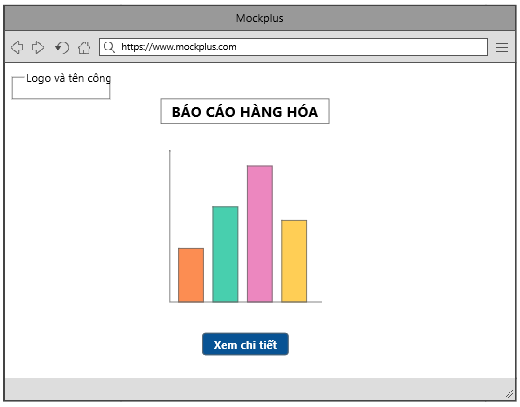 Mockplus
https://www.mockplus.com
Logo và tên công
BÁO CÁO HÀNG HÓA
Xem chi tiết